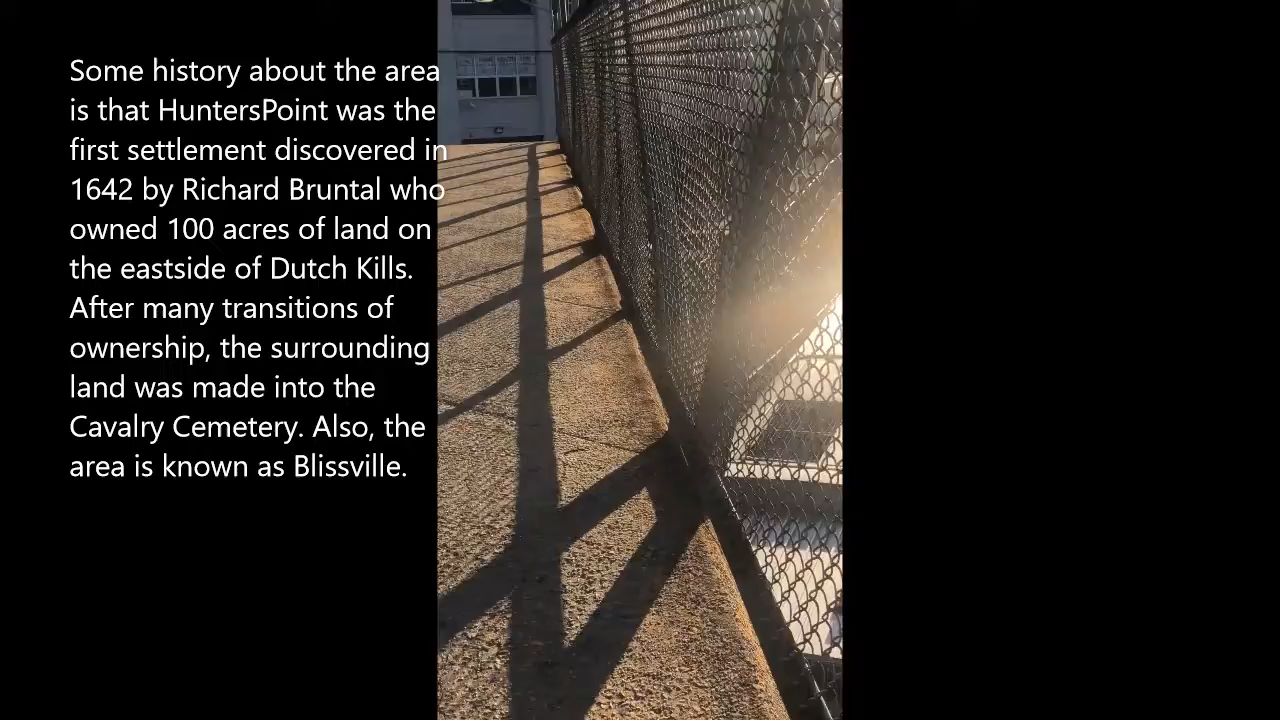 Some history about the area
is that HuntersPoint was the
first settlement discovered in
1642 by Richard Bruntal who
owned 100 acres of land on
the eastside of Dutch Kills.
After many transitions of
ownership, the surrounding
land was made into the
Cavalry Cemetery. Also, the
area is known as Blissville.